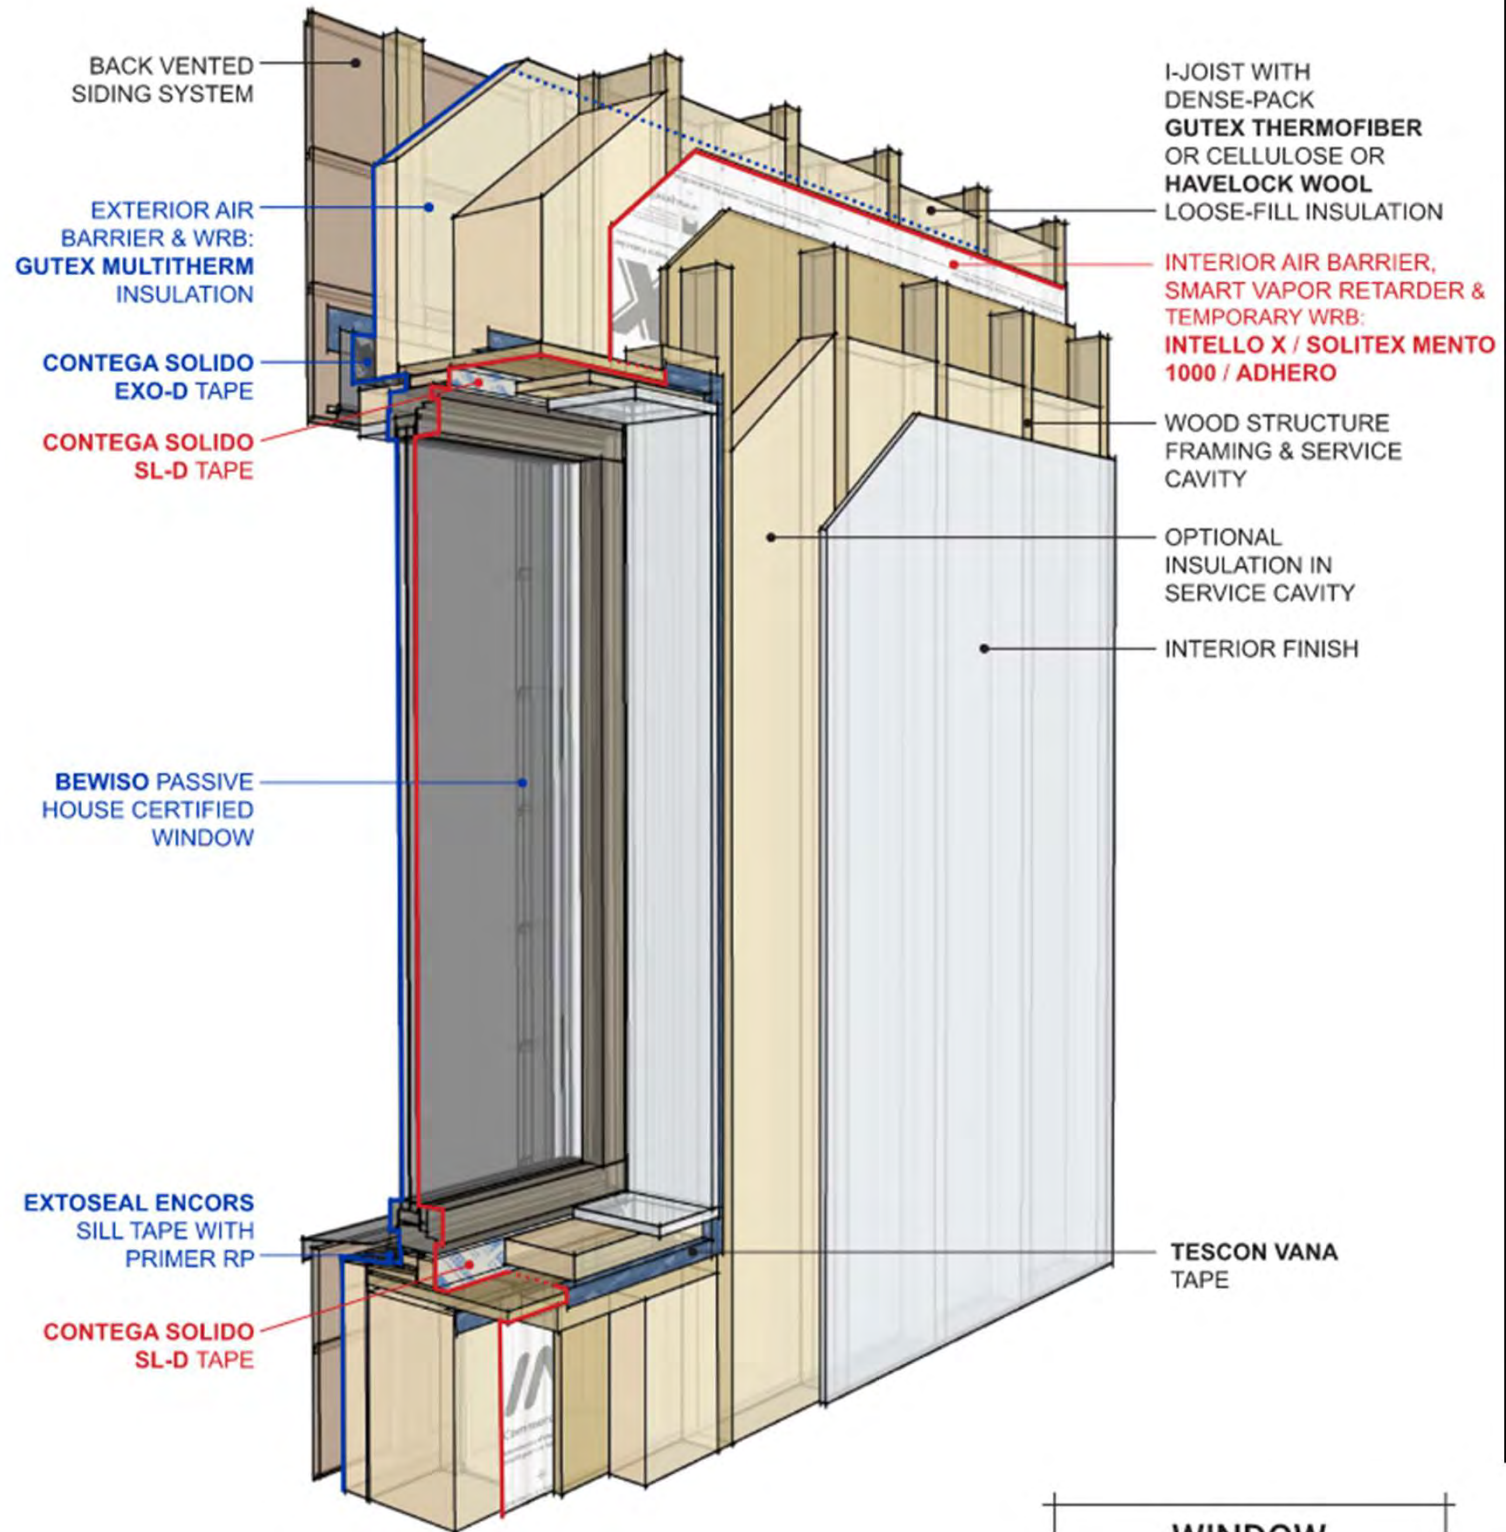 BACK VENTED
SIDING SYSTEM
EXTERIOR AIR
BARRIER & WRB:
GUTEX MULTITHERM
INSULATION
CONTEGA SOLIDO
EXO-D TAPE
CONTEGA SOLIDO
SL-D TAPE
BEWISO PASSIVE
HOUSE CERTIFIED
WINDOW
EXTOSEAL ENCORS
SILL TAPE WITH
PRIMER RP
CONTEGA SOLIDO
SL-D TAPE
I-JOIST WITH
DENSE-PACK
GUTEX THERMOFIBER
OR CELLULOSE OR
HAVELOCK WOOL
LOOSE-FILL INSULATION
INTERIOR AIR BARRIER,
SMART VAPOR RETARDER &
TEMPORARY WRB:
INTELLO X / SOLITEX MENTO
1000 / ADHERO
WOOD STRUCTURE
FRAMING & SERVICE
CAVITY
OPTIONAL
INSULATION IN
SERVICE CAVITY
INTERIOR FINISH
TESCON VANA
TAPE
WINDOW